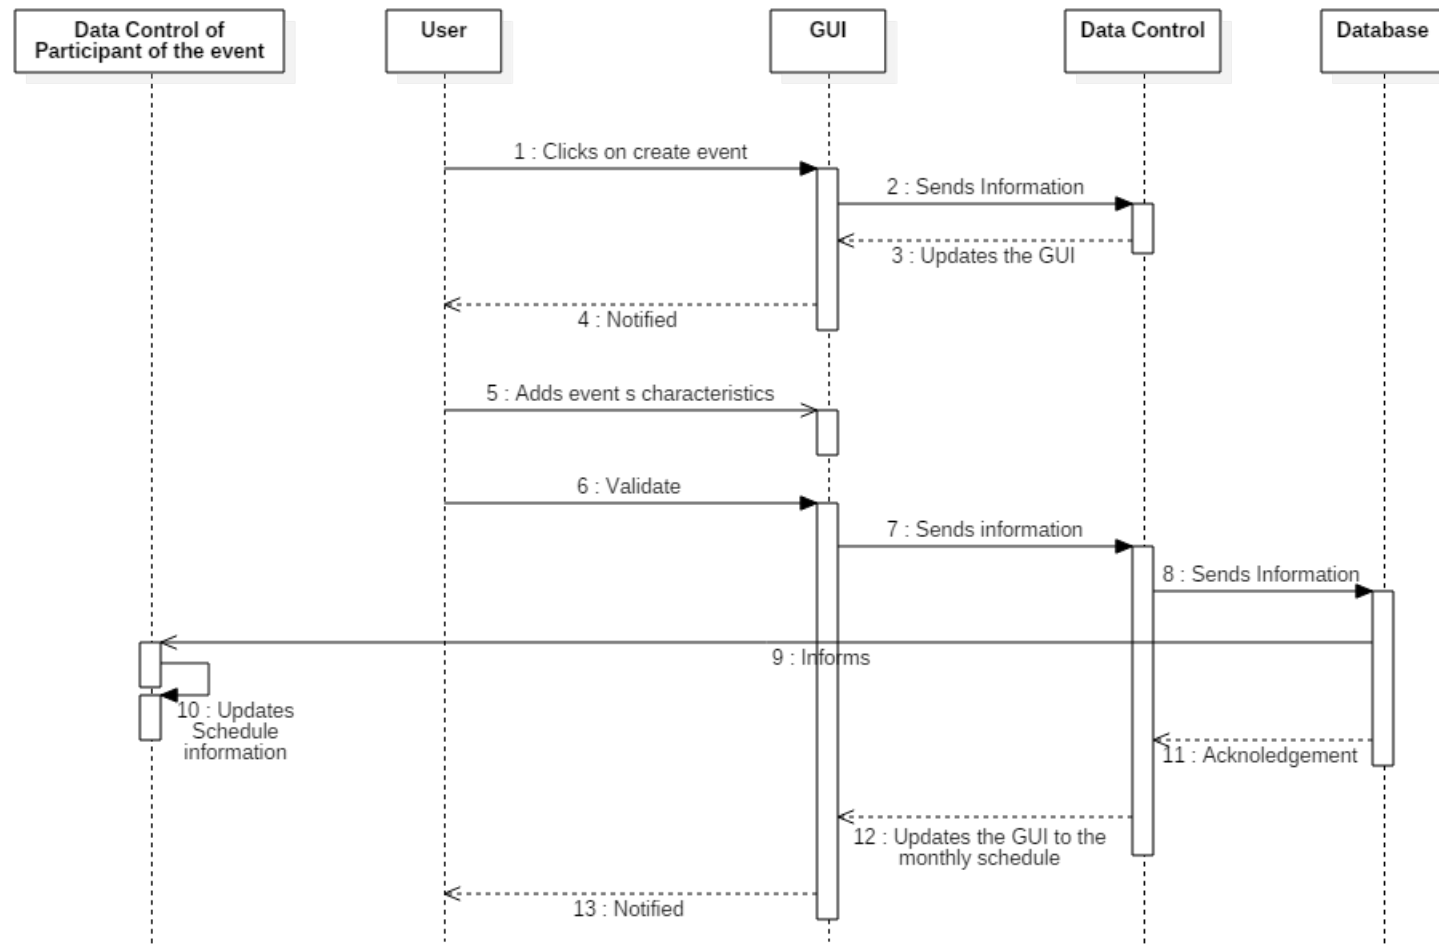 Data Control of
Participant of the event
User
GUI
Data Control
Database
1 : Clicks on create event
2 : Sends Information
3 : Updates the GUI
4 : Notified
5 : Adds event s characteristics
6 : Validate
7 : Sends information
8 : Sends Information
9 : Informs
10 : Updates
Schedule
information
11 : Acknoledgement
12 : Updates the GUI to the
monthly schedule
13 : Notified